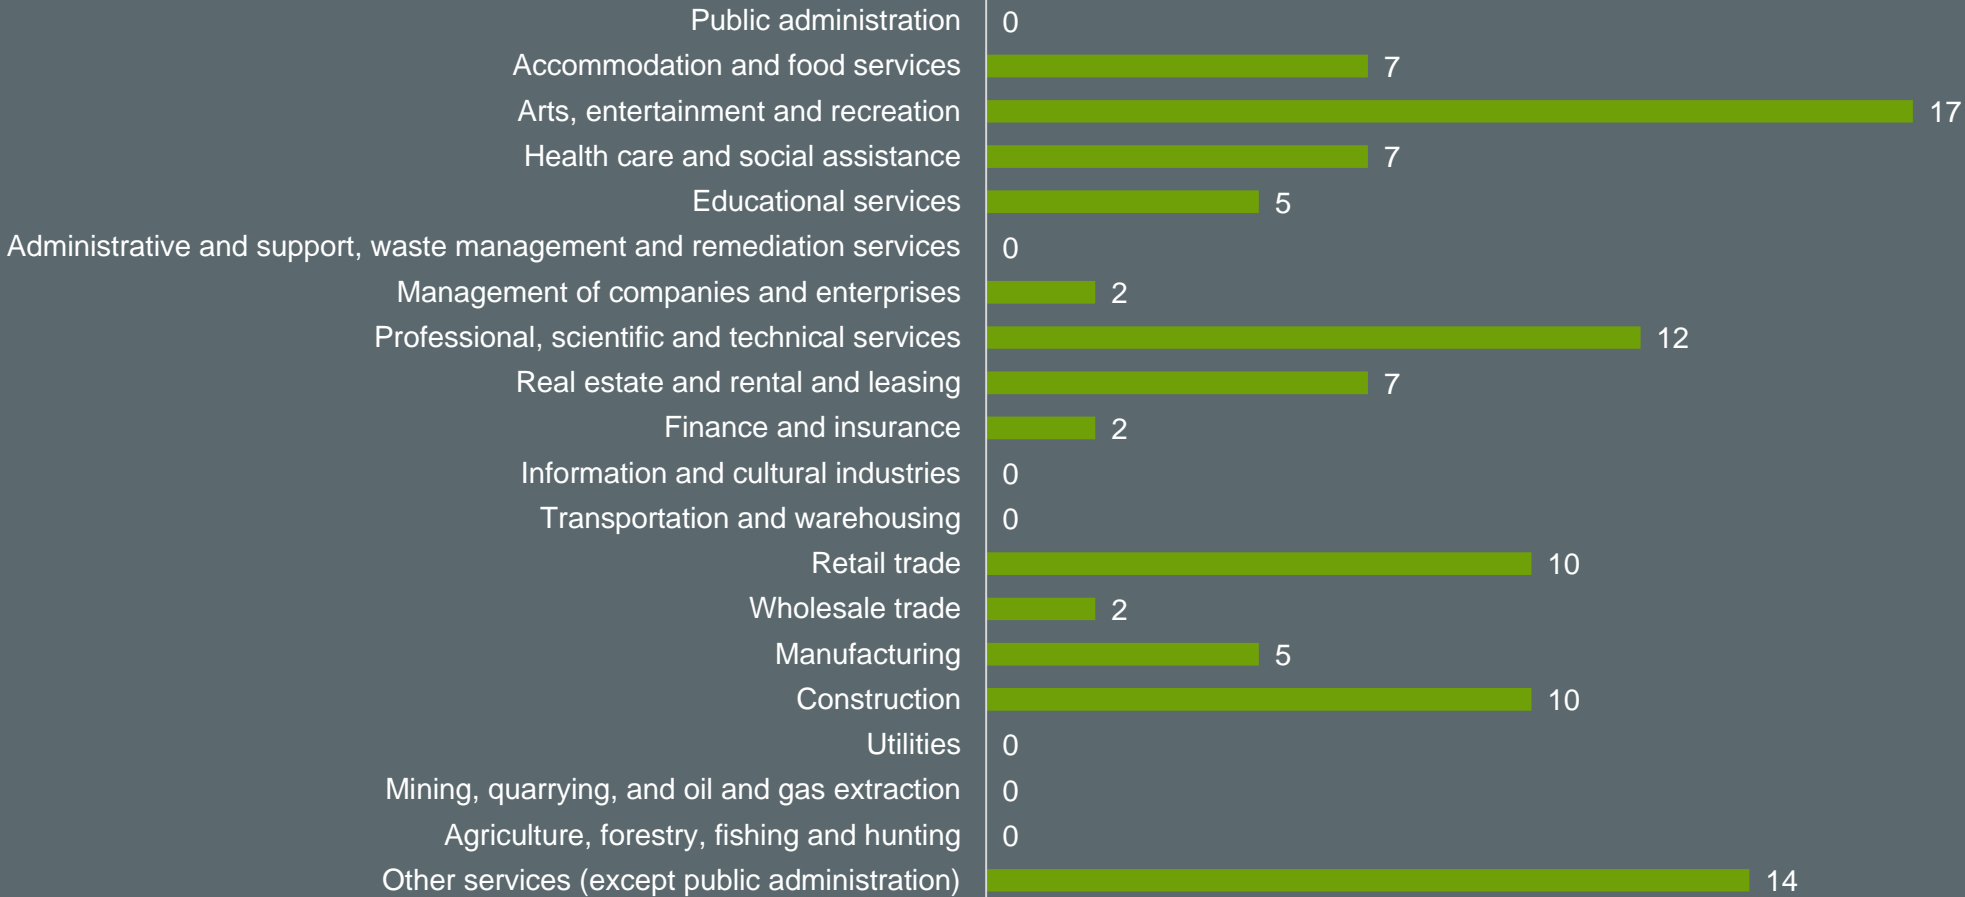 Public administration 0
Accommodation and food services 7
Arts, entertainment and recreation 17
Health care and social assistance 7
Educational services 5
Administrative and support, waste management and remediation services 0
Management of companies and enterprises 2
Professional, scientific and technical services 12
Real estate and rental and leasing 7
Finance and insurance 2
Information and cultural industries 0
Transportation and warehousing 0
Retail trade 10
Wholesale trade 2
Manufacturing 5
Construction 10
Utilities 0
Mining, quarrying, and oil and gas extraction 0
Agriculture, forestry, fishing and hunting 0
Other services (except public administration) 14